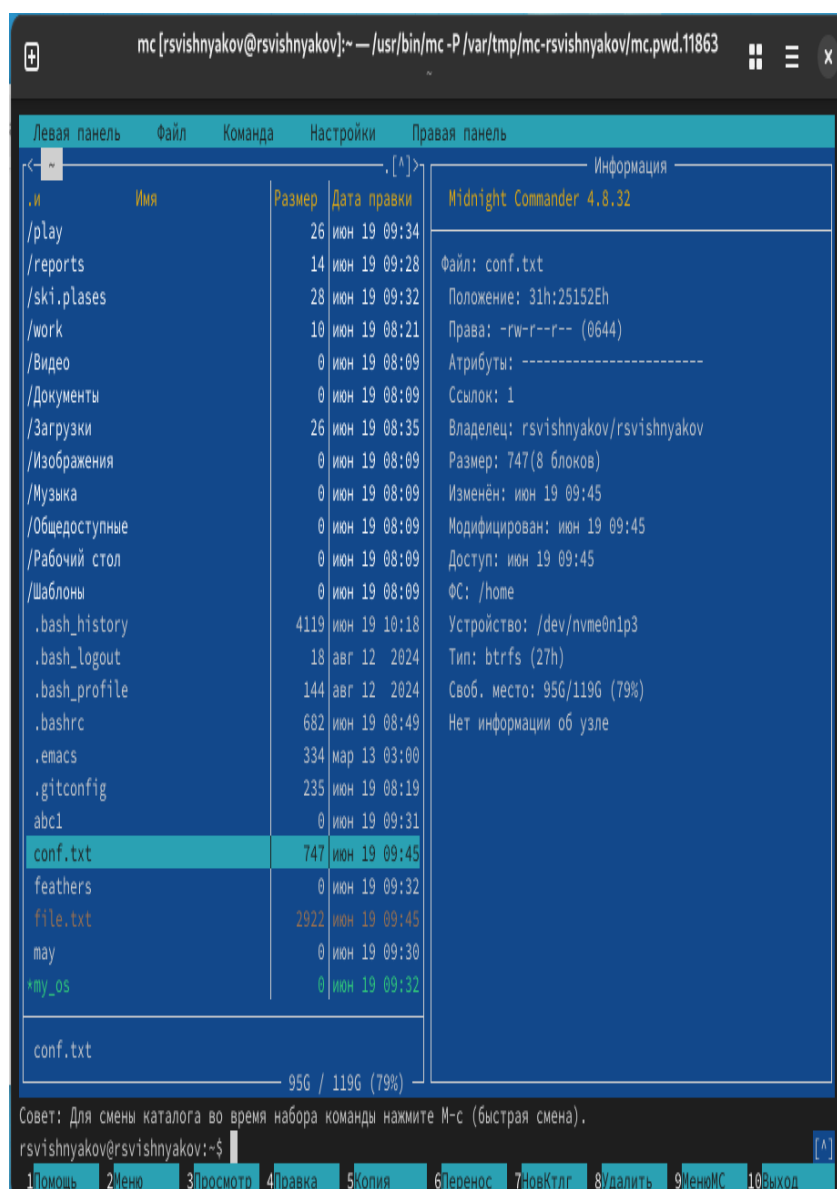 mc [rsvishnyakov@rsvishnyakov]:~ — /usr/bin/mc -P /var/tmp/mc-rsvishnyakov/mc.pwd.11863
~
Левая панель Файл Команда Настройки Правая панель
<─ ~ ─.[^]>
.и Имя Размер Дата правки
/play 26 июн 19 09:34
/reports 14 июн 19 09:28
/ski.plases 28 июн 19 09:32
/work 10 июн 19 08:21
/Видео 0 июн 19 08:09
/Документы 0 июн 19 08:09
/Загрузки 26 июн 19 08:35
/Изображения 0 июн 19 08:09
/Музыка 0 июн 19 08:09
/Общедоступные 0 июн 19 08:09
/Рабочий стол 0 июн 19 08:09
/Шаблоны 0 июн 19 08:09
.bash_history 4119 июн 19 10:18
.bash_logout 18 авг 12 2024
.bash_profile 144 авг 12 2024
.bashrc 682 июн 19 08:49
.emacs 334 мар 13 03:00
.gitconfig 235 июн 19 08:19
abc1 0 июн 19 09:31
conf.txt 747 июн 19 09:45
feathers 0 июн 19 09:32
file.txt 2922 июн 19 09:45
may 0 июн 19 09:30
*my_os 0 июн 19 09:32
conf.txt
95G / 119G (79%)
Информация
Midnight Commander 4.8.32
Файл: conf.txt
Положение: 31h:25152Eh
Права: -rw-r--r-- (0644)
Атрибуты: -------------------------
Ссылок: 1
Владелец: rsvishnyakov/rsvishnyakov
Размер: 747(8 блоков)
Изменён: июн 19 09:45
Модифицирован: июн 19 09:45
Доступ: июн 19 09:45
ФС: /home
Устройство: /dev/nvme0n1p3
Тип: btrfs (27h)
Своб. место: 95G/119G (79%)
Нет информации об узле
Совет: Для смены каталога во время набора команды нажмите M-c (быстрая смена).
rsvishnyakov@rsvishnyakov:~$ [^]
1Помощь 2Меню 3Просмотр 4Правка 5Копия 6Перенос 7НовКтлг 8Удалить 9МенюMC 10Выход